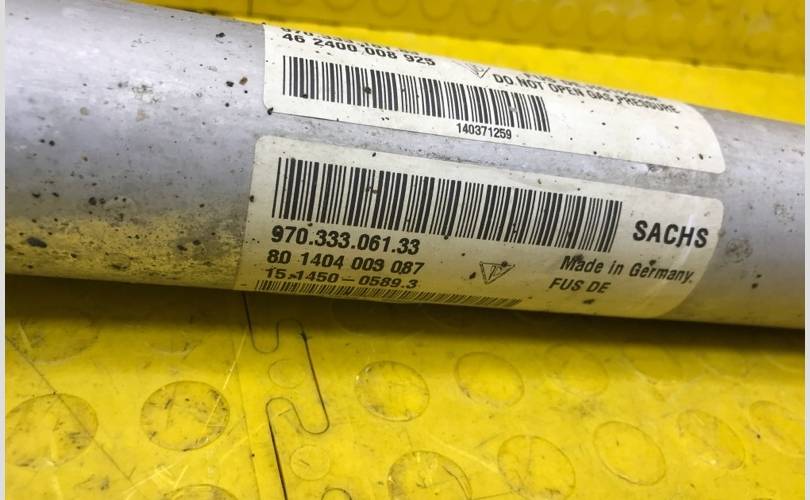 46 2400 008 925
DO NOT OPEN GAS PRESSURE
140371259
SACHS
970.333.061.33
80 1404 003 087
Made in Germany.
15.1450-0589.3
FUS DE